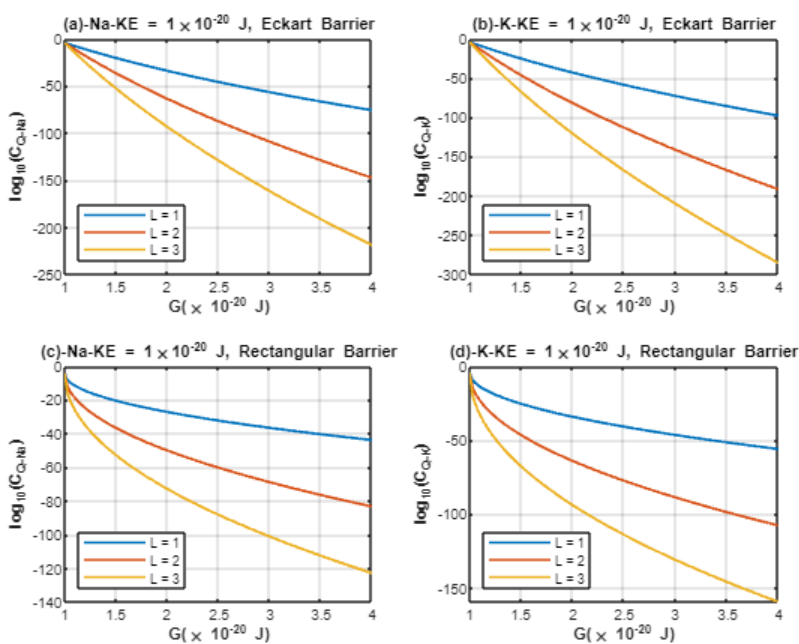 (a)-Na-KE = 1 × 10⁻²⁰ J, Eckart Barrier
0
-50
-100
-150
-200
-250
log₁₀(C_Q-Na)
L = 1
L = 2
L = 3
1 1.5 2 2.5 3 3.5 4
G( × 10⁻²⁰ J)
(b)-K-KE = 1 × 10⁻²⁰ J, Eckart Barrier
0
-50
-100
-150
-200
-250
-300
log₁₀(C_Q-K)
L = 1
L = 2
L = 3
1 1.5 2 2.5 3 3.5 4
G( × 10⁻²⁰ J)
(c)-Na-KE = 1 × 10⁻²⁰ J, Rectangular Barrier
0
-20
-40
-60
-80
-100
-120
-140
log₁₀(C_Q-Na)
L = 1
L = 2
L = 3
1 1.5 2 2.5 3 3.5 4
G( × 10⁻²⁰ J)
(d)-K-KE = 1 × 10⁻²⁰ J, Rectangular Barrier
0
-50
-100
-150
log₁₀(C_Q-K)
L = 1
L = 2
L = 3
1 1.5 2 2.5 3 3.5 4
G( × 10⁻²⁰ J)